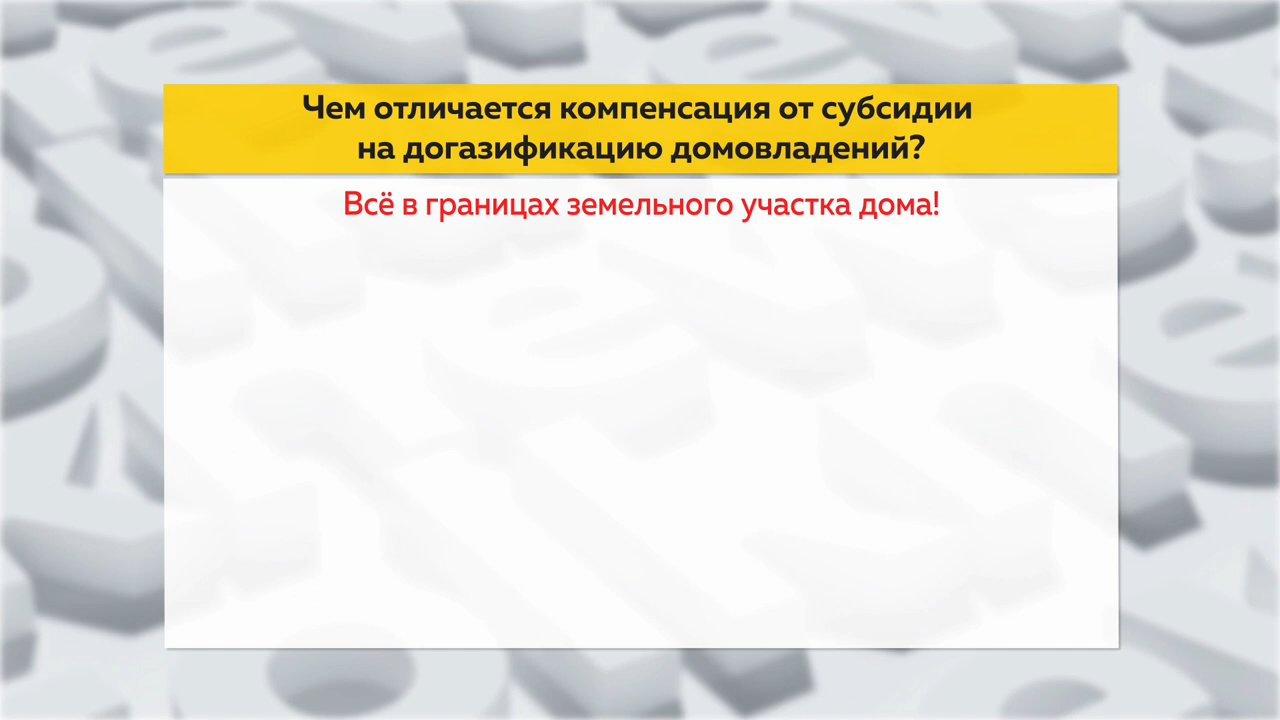 Чем отличается компенсация от субсидии
на догазификацию домовладений?
Всё в границах земельного участка дома!